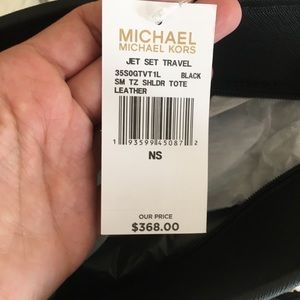 MICHAEL
MICHAEL KORS
JET SET TRAVEL
35S0GTVT1L BLACK
SM TZ SHLDR TOTE
LEATHER
1 93599 45087 2
NS
OUR PRICE
$368.00